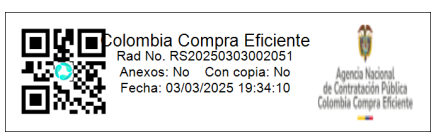 Colombia Compra Eficiente
Rad No. RS20250303002051
Anexos: No Con copia: No
Fecha: 03/03/2025 19:34:10
Agencia Nacional
de Contratación Pública
Colombia Compra Eficiente